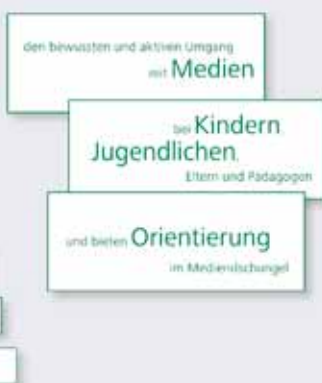 den bewussten und aktiven Umgang
mit Medien
bei Kindern
Jugendlichen,
Eltern und Pädagogen
und bieten Orientierung
im Mediendschungel